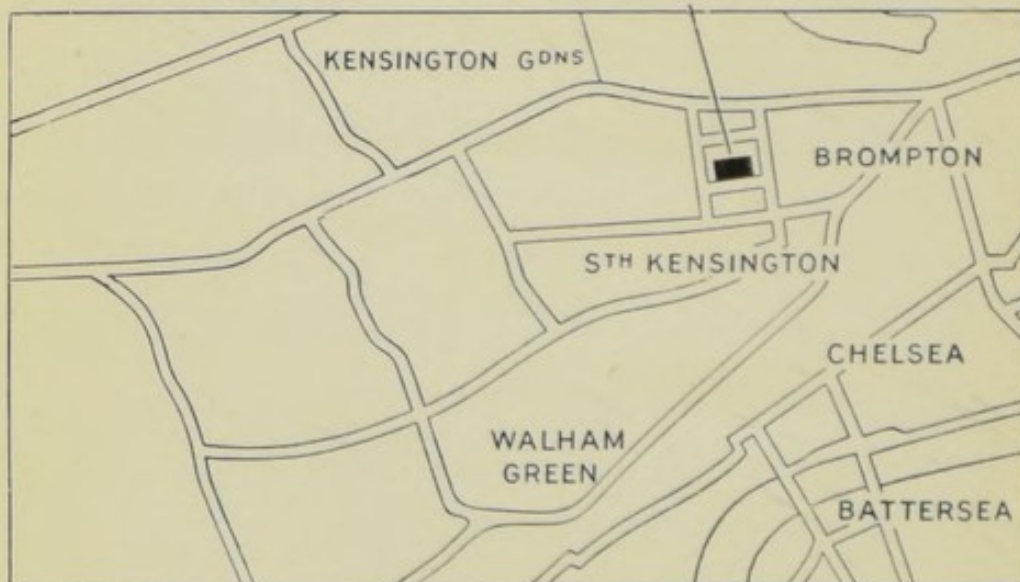 KENSINGTON GDNS
BROMPTON
STH KENSINGTON
CHELSEA
WALHAM
GREEN
BATTERSEA